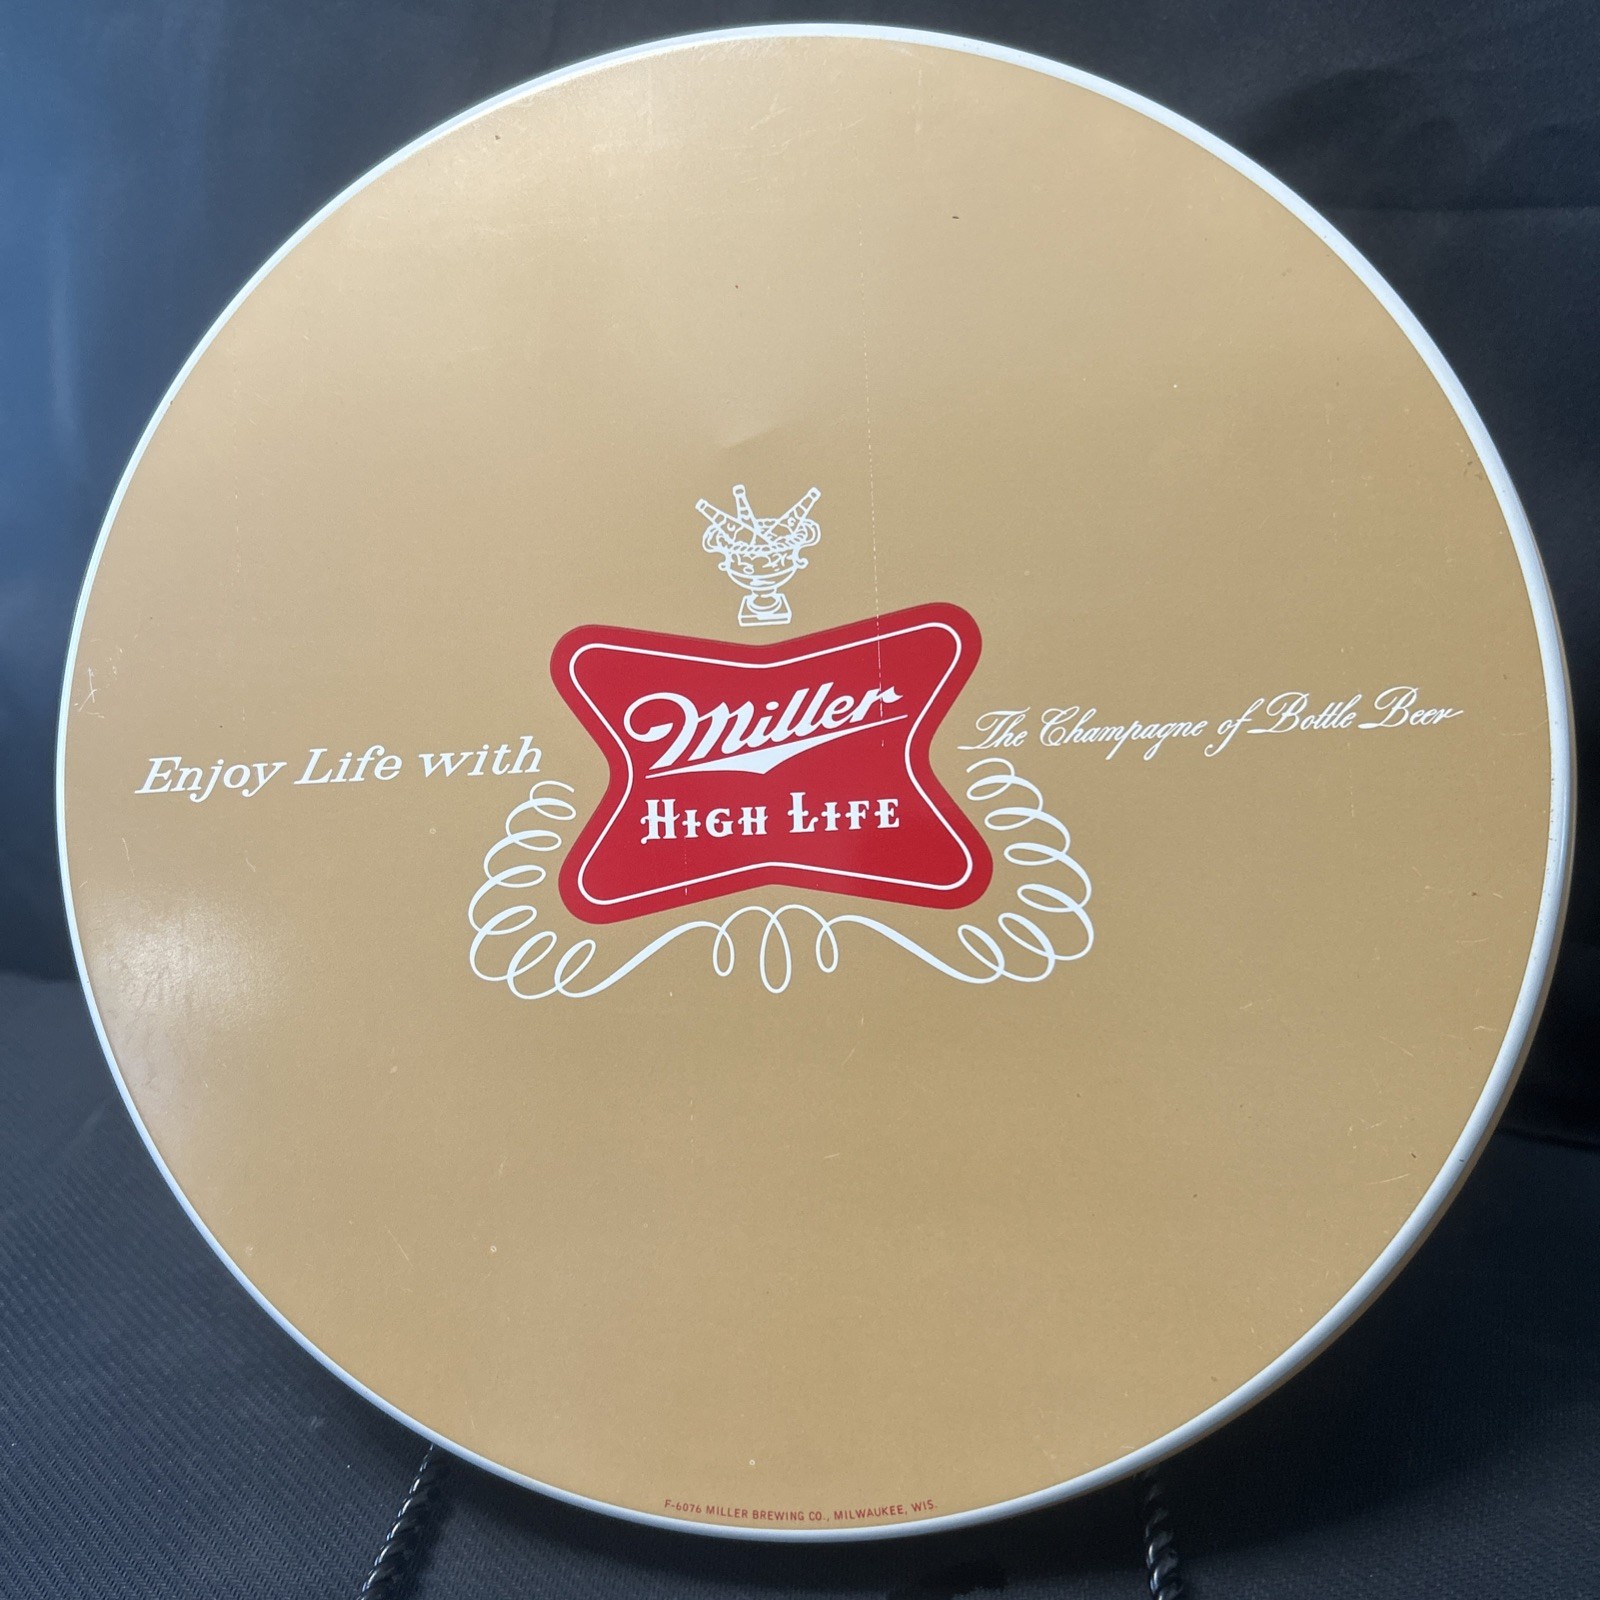 Enjoy Life with
Miller
HIGH LIFE
The Champagne of Bottle Beer
F-6076 MILLER BREWING CO., MILWAUKEE, WIS.